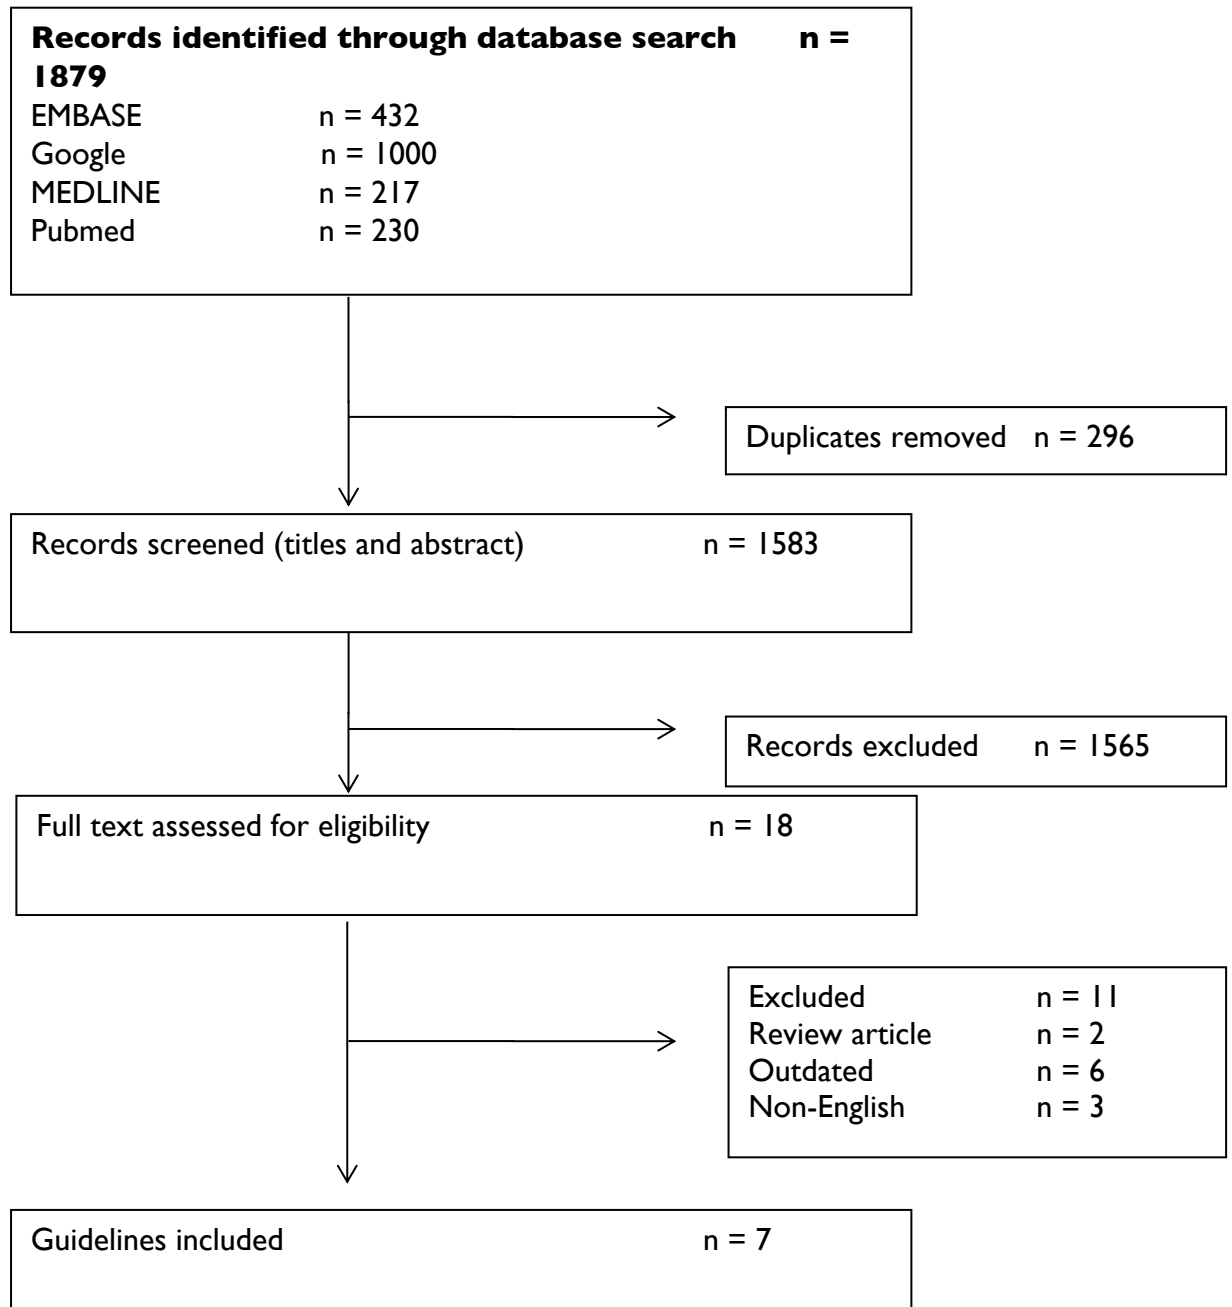 Records identified through database search n =
1879
EMBASE n = 432
Google n = 1000
MEDLINE n = 217
Pubmed n = 230
Duplicates removed n = 296
Records screened (titles and abstract) n = 1583
Records excluded n = 1565
Full text assessed for eligibility n = 18
Excluded n = 11
Review article n = 2
Outdated n = 6
Non-English n = 3
Guidelines included n = 7